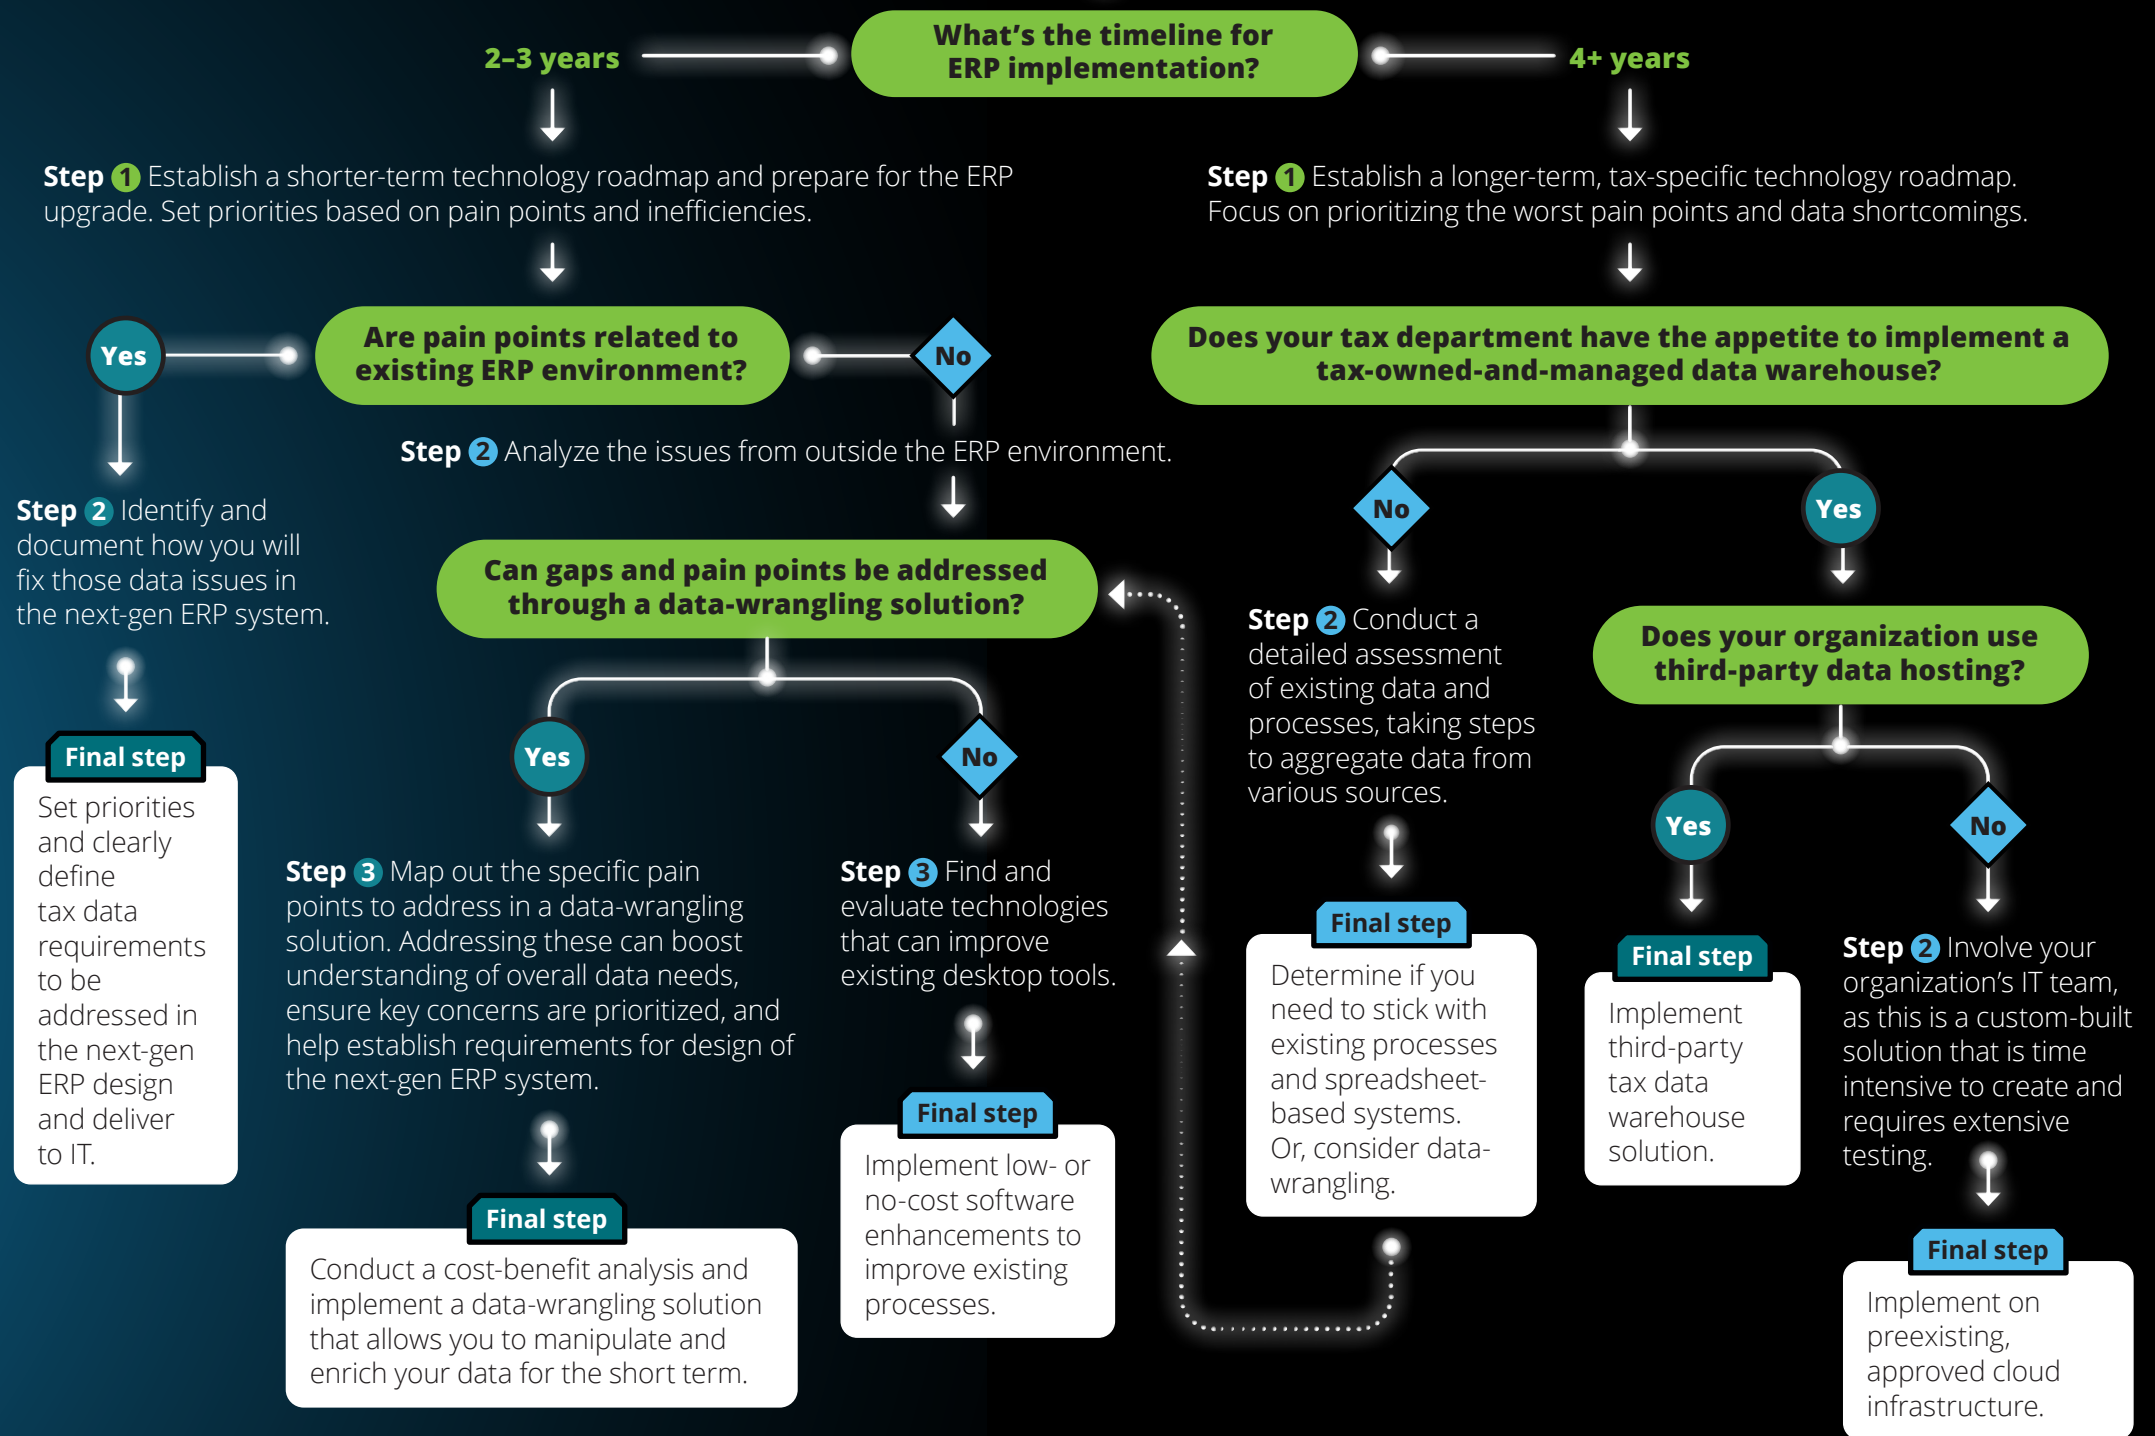 What's the timeline for
ERP implementation?
2–3 years
4+ years
Step 1 Establish a shorter-term technology roadmap and prepare for the ERP
upgrade. Set priorities based on pain points and inefficiencies.
Step 1 Establish a longer-term, tax-specific technology roadmap.
Focus on prioritizing the worst pain points and data shortcomings.
Yes
Are pain points related to
existing ERP environment?
No
Step 2 Identify and
document how you will
fix those data issues in
the next-gen ERP system.
Final step
Set priorities
and clearly
define
tax data
requirements
to be
addressed in
the next-gen
ERP design
and deliver
to IT.
Step 2 Analyze the issues from outside the ERP environment.
Can gaps and pain points be addressed
through a data-wrangling solution?
Yes
Step 3 Map out the specific pain
points to address in a data-wrangling
solution. Addressing these can boost
understanding of overall data needs,
ensure key concerns are prioritized, and
help establish requirements for design of
the next-gen ERP system.
Final step
Conduct a cost-benefit analysis and
implement a data-wrangling solution
that allows you to manipulate and
enrich your data for the short term.
No
Step 3 Find and
evaluate technologies
that can improve
existing desktop tools.
Final step
Implement low- or
no-cost software
enhancements to
improve existing
processes.
Does your tax department have the appetite to implement a
tax-owned-and-managed data warehouse?
No
Step 2 Conduct a
detailed assessment
of existing data and
processes, taking steps
to aggregate data from
various sources.
Final step
Determine if you
need to stick with
existing processes
and spreadsheet-
based systems.
Or, consider data-
wrangling.
Yes
Does your organization use
third-party data hosting?
Yes
Final step
Implement
third-party
tax data
warehouse
solution.
No
Step 2 Involve your
organization's IT team,
as this is a custom-built
solution that is time
intensive to create and
requires extensive
testing.
Final step
Implement on
preexisting,
approved cloud
infrastructure.